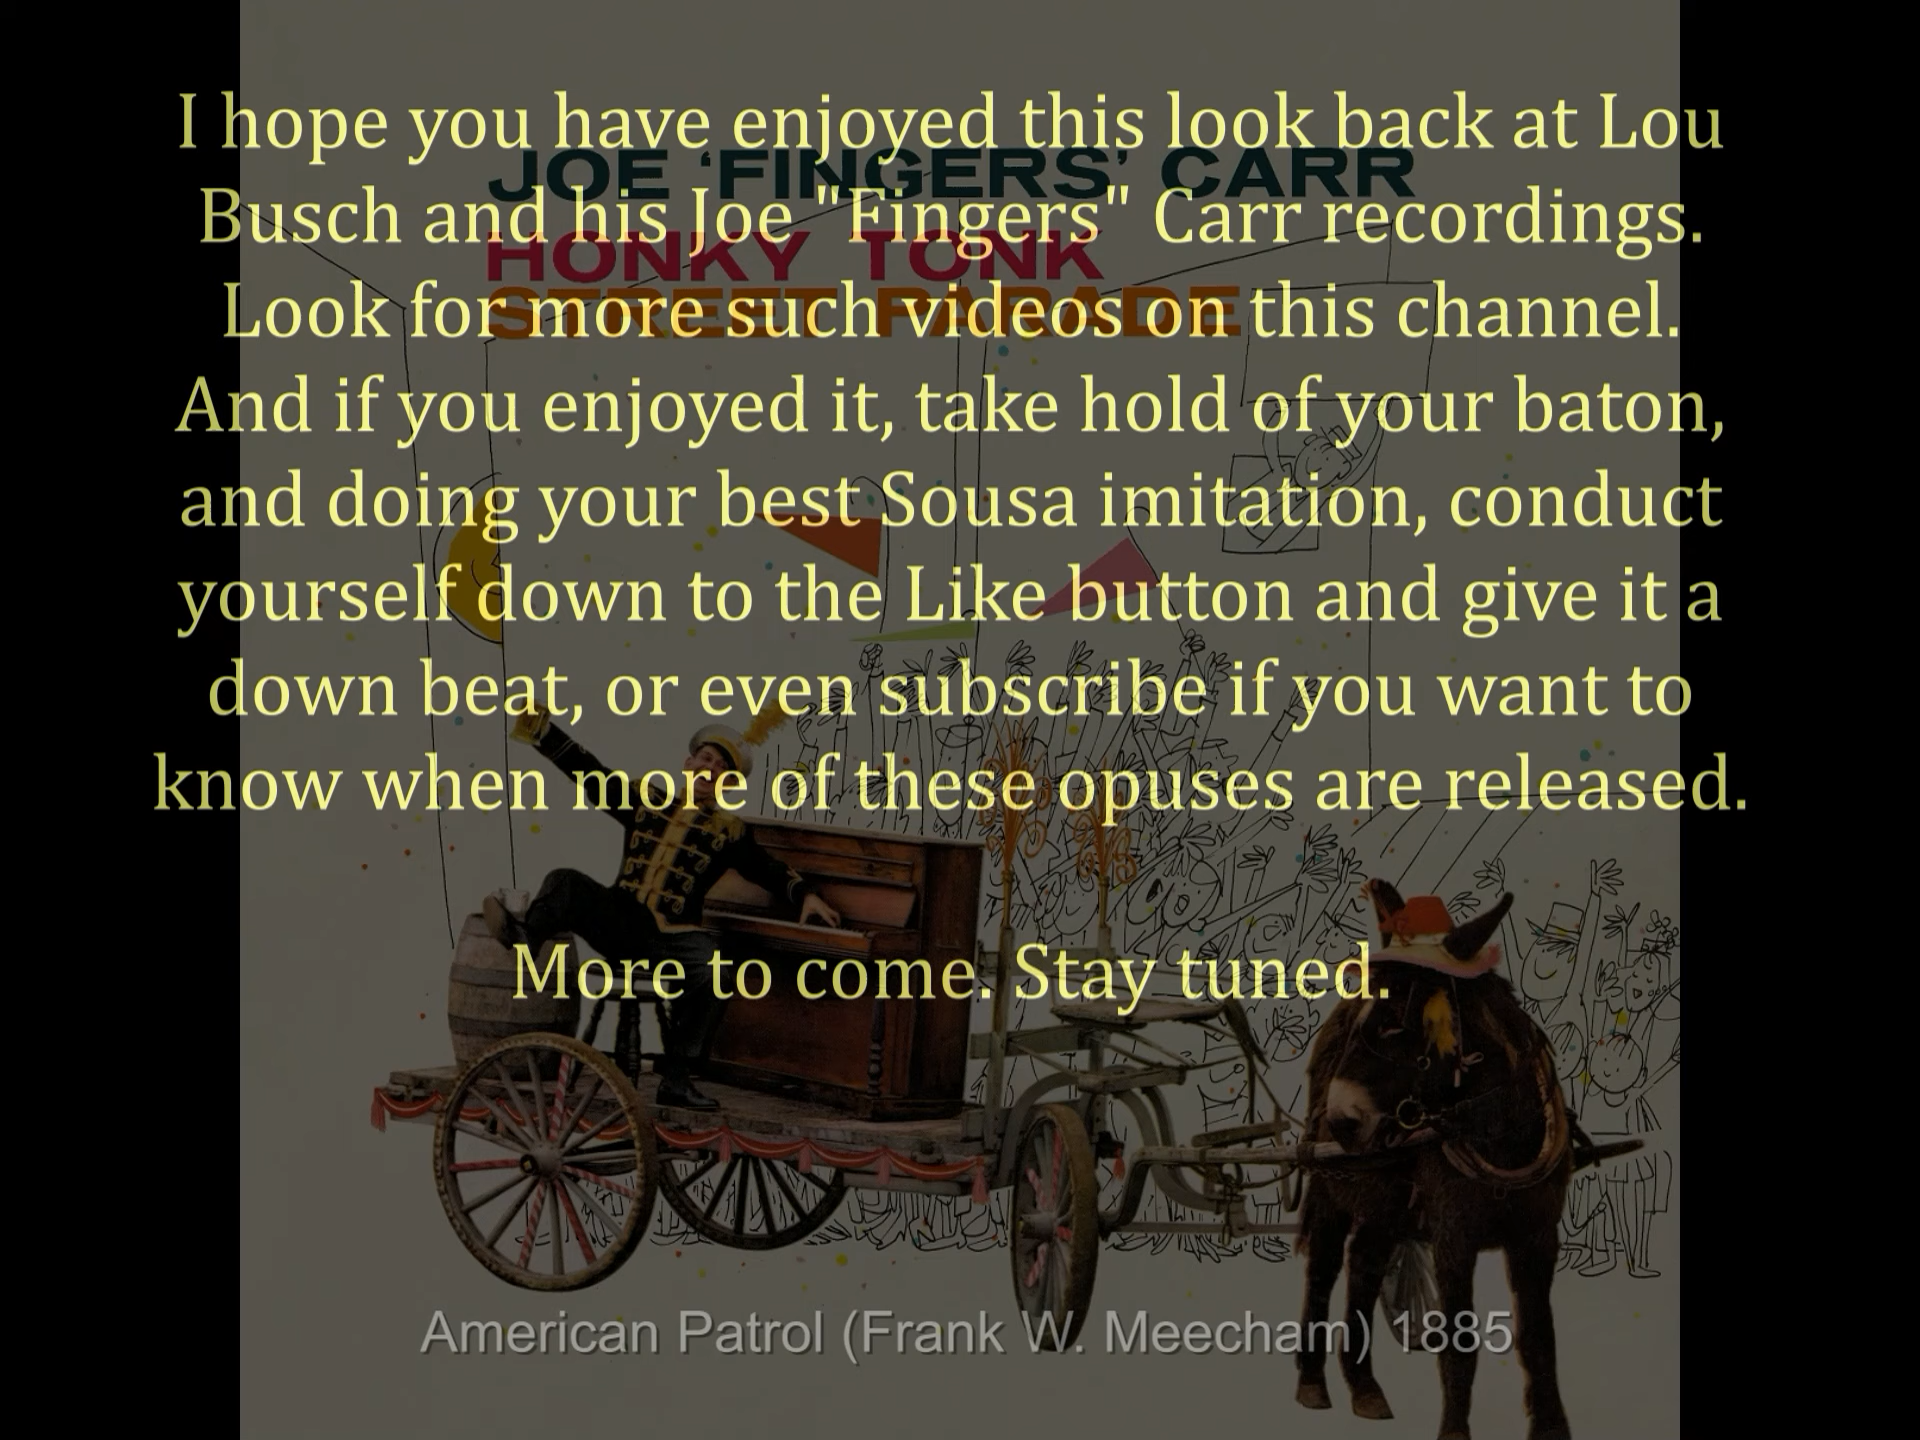 I hope you have enjoyed this look back at Lou
Busch and his Joe "Fingers" Carr recordings.
Look for more such videos on this channel.
And if you enjoyed it, take hold of your baton,
and doing your best Sousa imitation, conduct
yourself down to the Like button and give it a
down beat, or even subscribe if you want to
know when more of these opuses are released.
More to come. Stay tuned.
JOE 'FINGERS' CARR
HONKY TONK
STREET PARADE
American Patrol (Frank W. Meecham) 1885